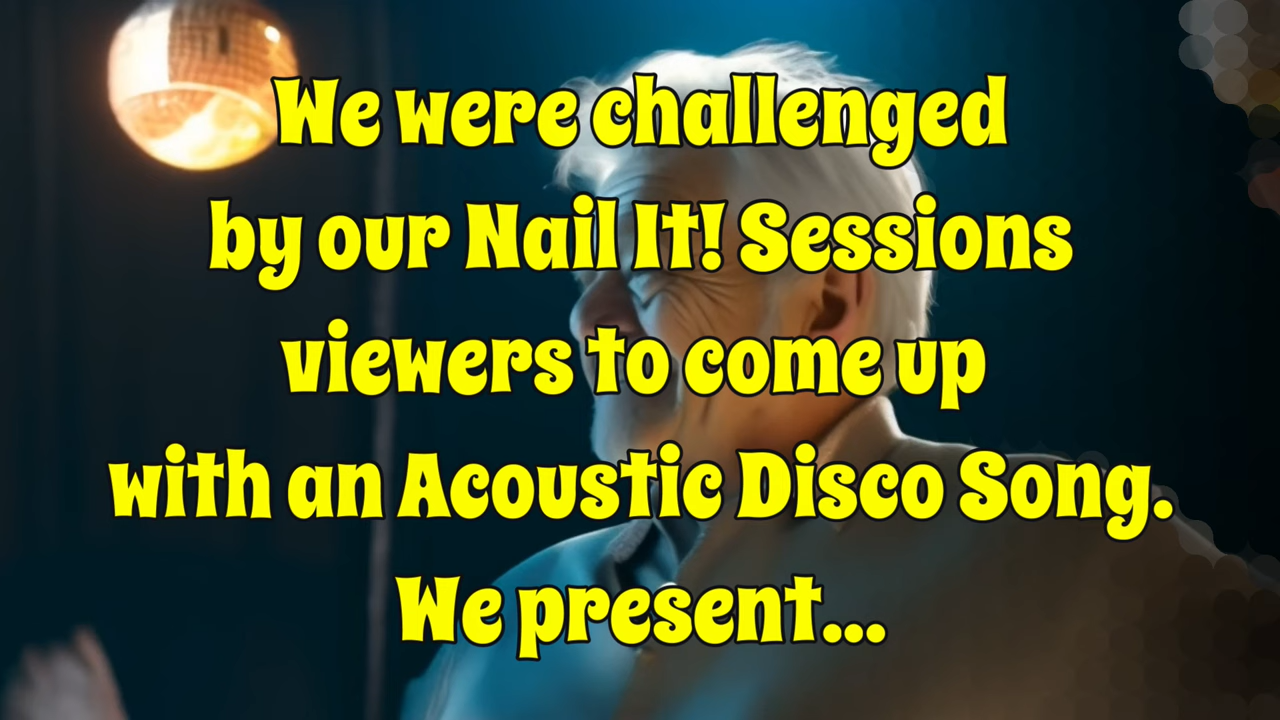 We were challenged
by our Nail It! Sessions
viewers to come up
with an Acoustic Disco Song.
We present...